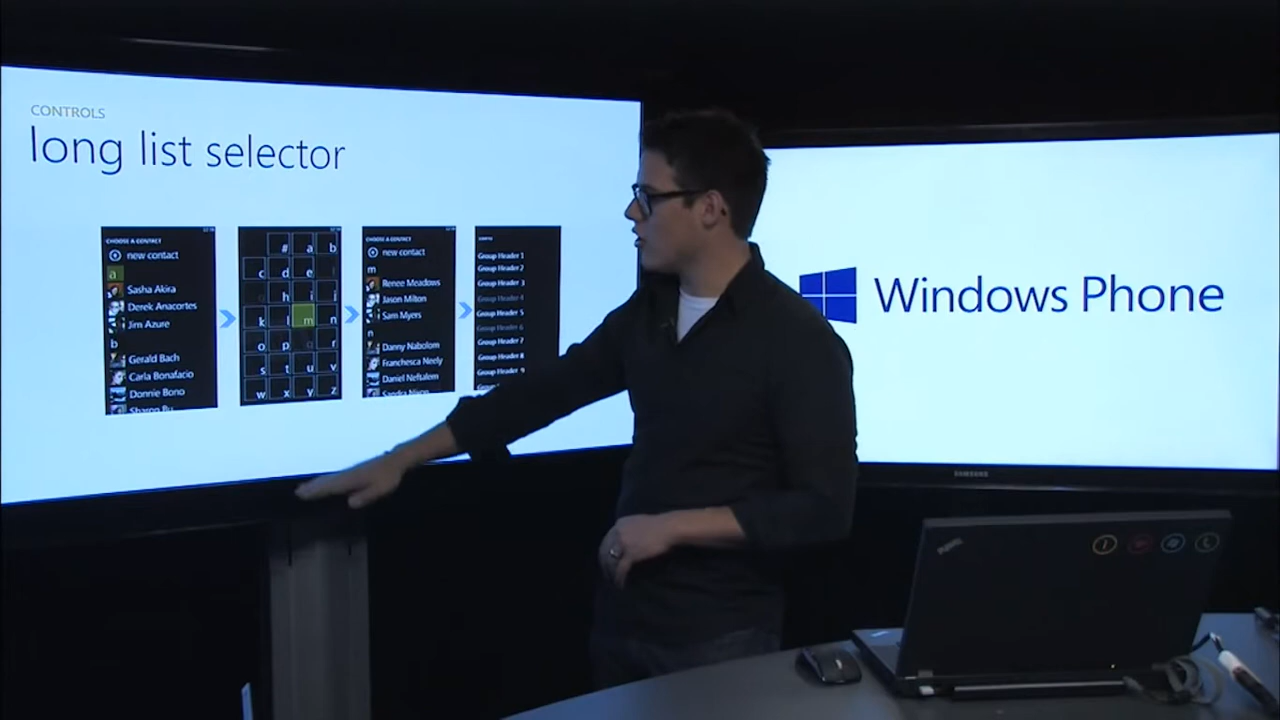 CONTROLS
long list selector
CHOOSE A CONTACT
new contact
a
Sasha Akira
Derek Anacortes
Jim Azure
b
Gerald Bach
Carla Bonafacio
Donnie Bono
# a b
c d e
h i j
k l m n
o p q r
s t u v
w x y z
CHOOSE A CONTACT
new contact
m
Renee Meadows
Jason Milton
Sam Myers
n
Danny Nabolom
Franchesca Neely
Daniel Neftalem
Sandra Nixon
Group Header 1
Group Header 2
Group Header 3
Group Header 4
Group Header 5
Group Header 6
Group Header 7
Group Header 8
Group Header 9
Windows Phone
SAMSUNG